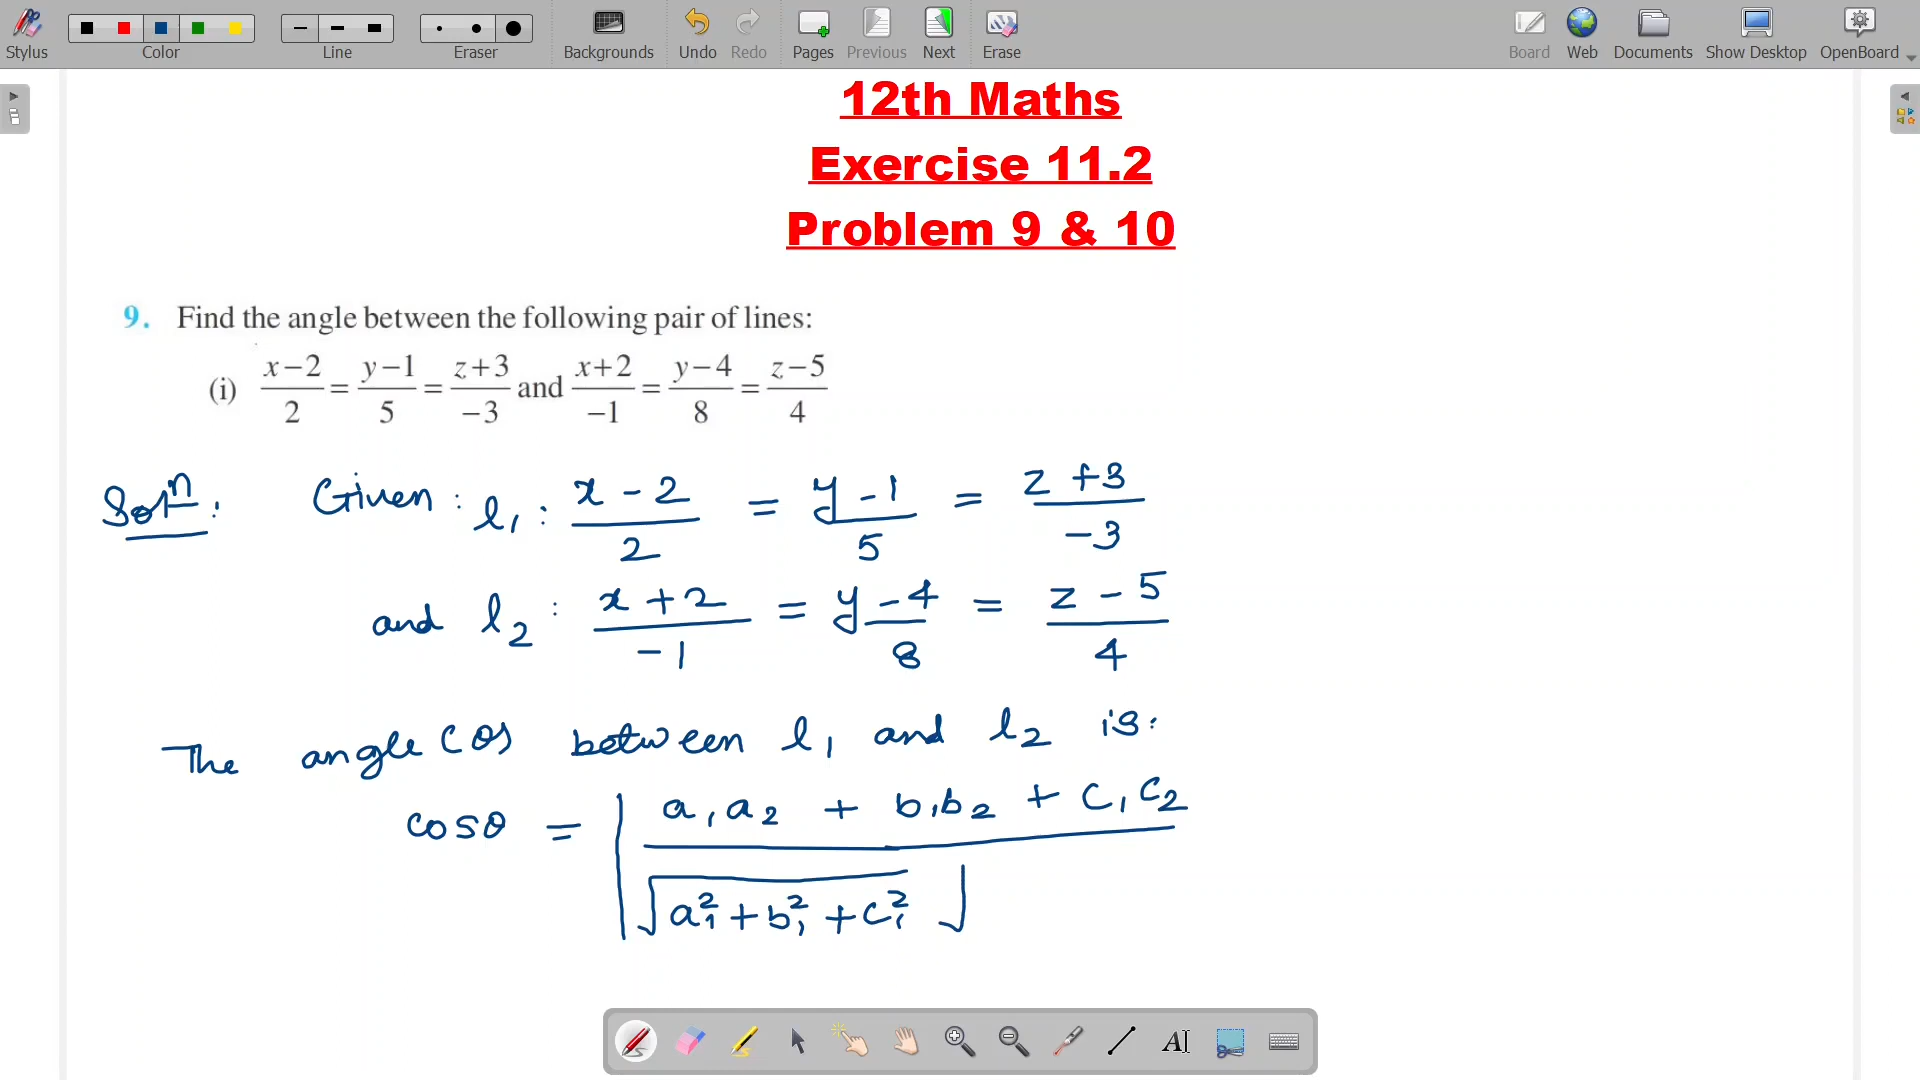 Stylus Color Line Eraser Backgrounds Undo Redo Pages Previous Next Erase Board Web Documents Show Desktop OpenBoard
12th Maths
Exercise 11.2
Problem 9 & 10
9. Find the angle between the following pair of lines:
(i) (x−2)/2 = (y−1)/5 = (z+3)/−3 and (x+2)/−1 = (y−4)/8 = (z−5)/4
Soln: Given: l₁: (x−2)/2 = (y−1)/5 = (z+3)/−3
and l₂: (x+2)/−1 = (y−4)/8 = (z−5)/4
The angle cos between l₁ and l₂ is:
cosθ = | (a₁a₂ + b₁b₂ + c₁c₂) / √(a₁² + b₁² + c₁²) √
AI